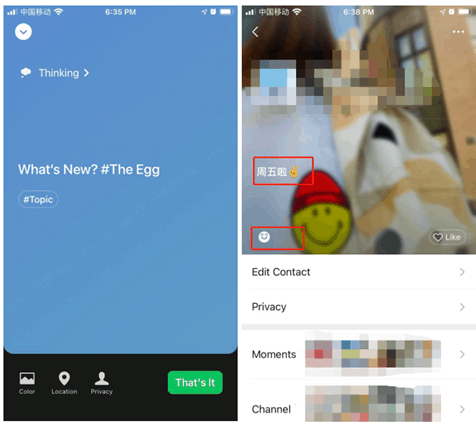 中国移动
6:35 PM
Thinking
What's New? #The Egg
#Topic
Color
Location
Privacy
That's It
中国移动
6:38 PM
周五啦✌
Like
Edit Contact
Privacy
Moments
Channel